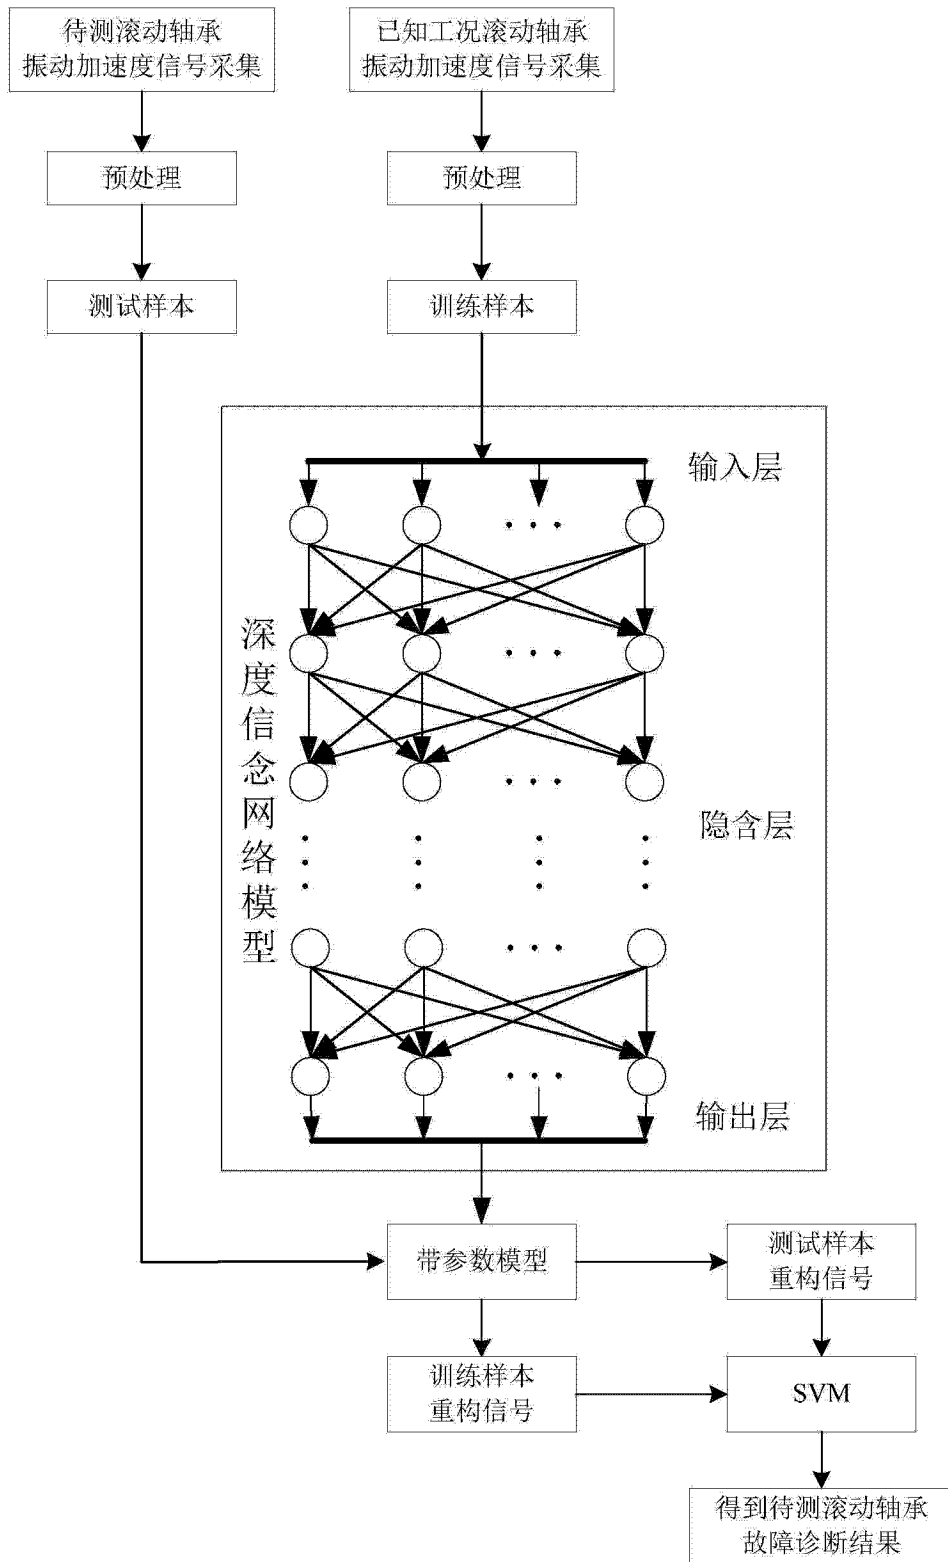 待测滚动轴承
振动加速度信号采集
已知工况滚动轴承
振动加速度信号采集
预处理
预处理
测试样本
训练样本
输入层
深度信念网络模型
隐含层
输出层
带参数模型
测试样本
重构信号
训练样本
重构信号
SVM
得到待测滚动轴承
故障诊断结果